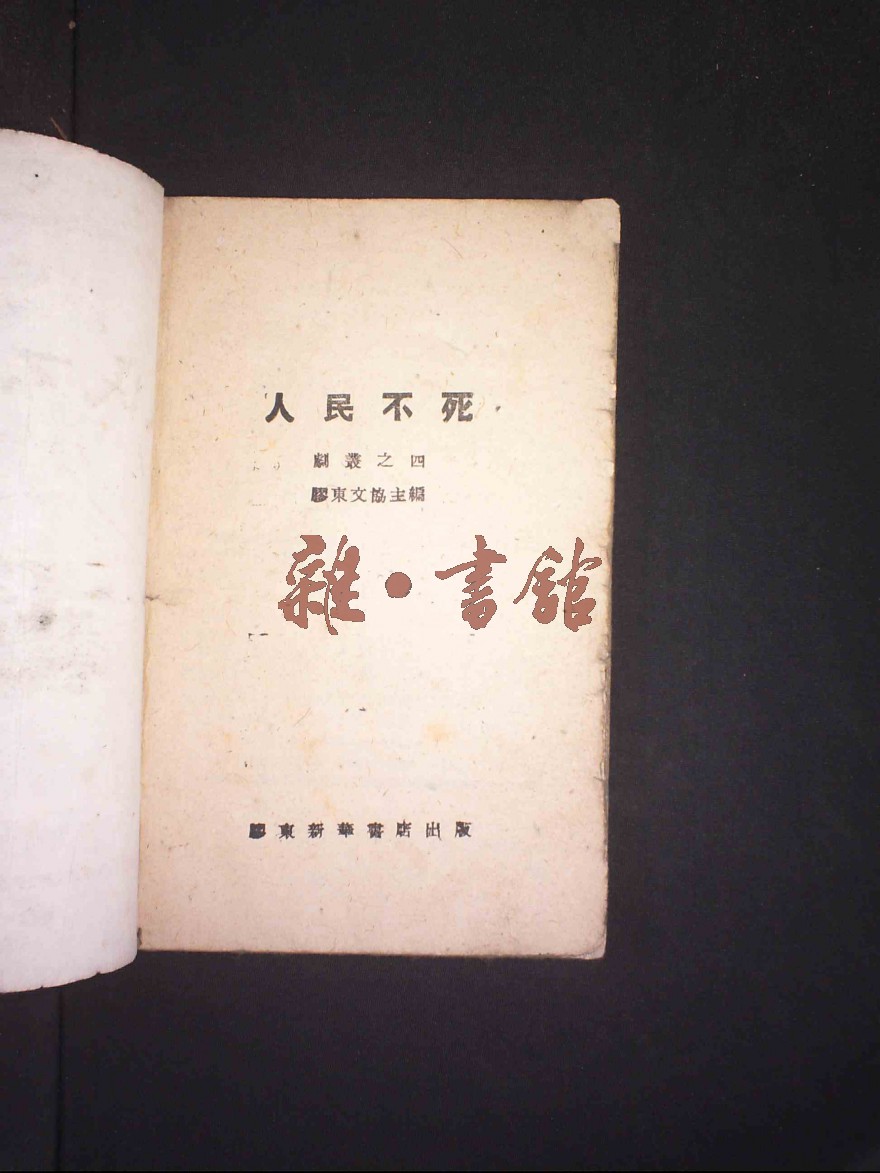 人民不死
劇叢之四
膠東文協主編
雜·書館
膠東新華書店出版